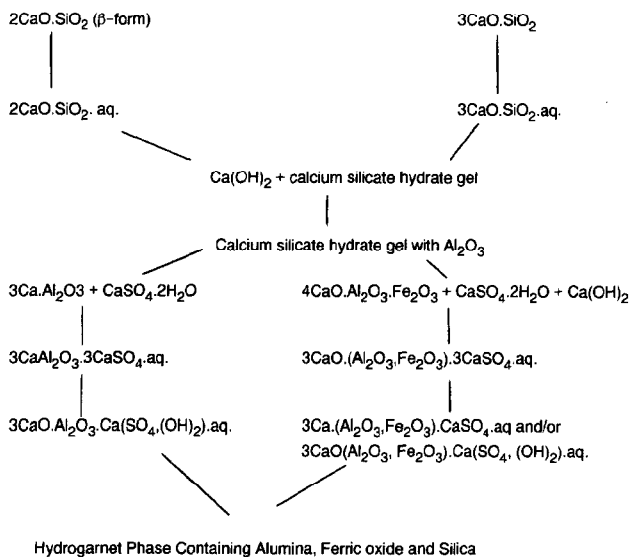 2CaO.SiO₂ (β-form)
3CaO.SiO₂
2CaO.SiO₂. aq.
3CaO.SiO₂.aq.
Ca(OH)₂ + calcium silicate hydrate gel
Calcium silicate hydrate gel with Al₂O₃
3Ca.Al₂O3 + CaSO₄.2H₂O
4CaO.Al₂O₃.Fe₂O₃ + CaSO₄.2H₂O + Ca(OH)₂
3CaAl₂O₃.3CaSO₄.aq.
3CaO.(Al₂O₃,Fe₂O₃).3CaSO₄.aq.
3CaO.Al₂O₃.Ca(SO₄,(OH)₂).aq.
3Ca.(Al₂O₃,Fe₂O₃).CaSO₄.aq and/or
3CaO(Al₂O₃, Fe₂O₃).Ca(SO₄, (OH)₂).aq.
Hydrogarnet Phase Containing Alumina, Ferric oxide and Silica